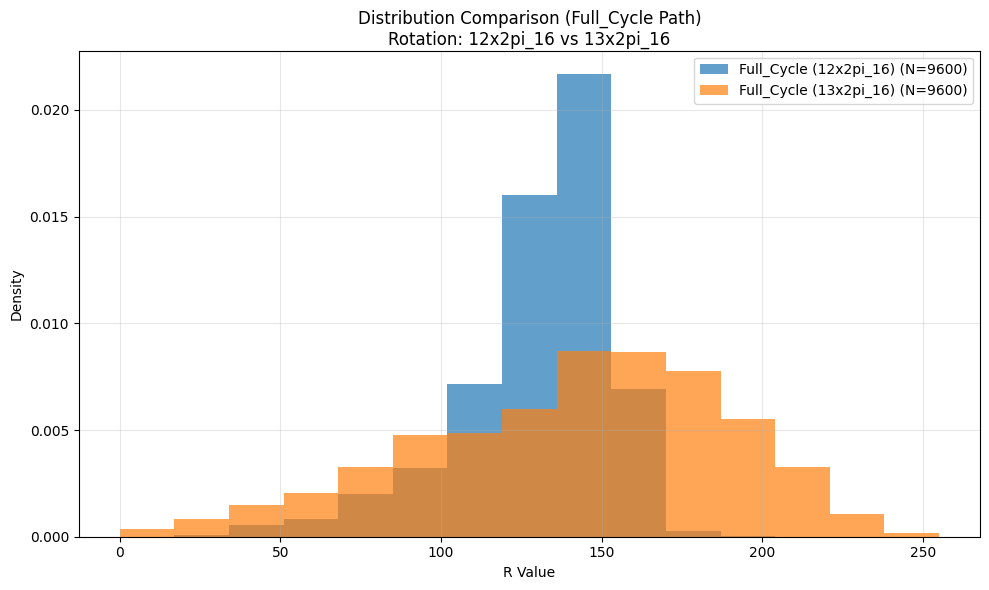 Distribution Comparison (Full_Cycle Path)
Rotation: 12x2pi_16 vs 13x2pi_16
Full_Cycle (12x2pi_16) (N=9600)
Full_Cycle (13x2pi_16) (N=9600)
Density
0.020
0.015
0.010
0.005
0.000
0
50
100
150
200
250
R Value